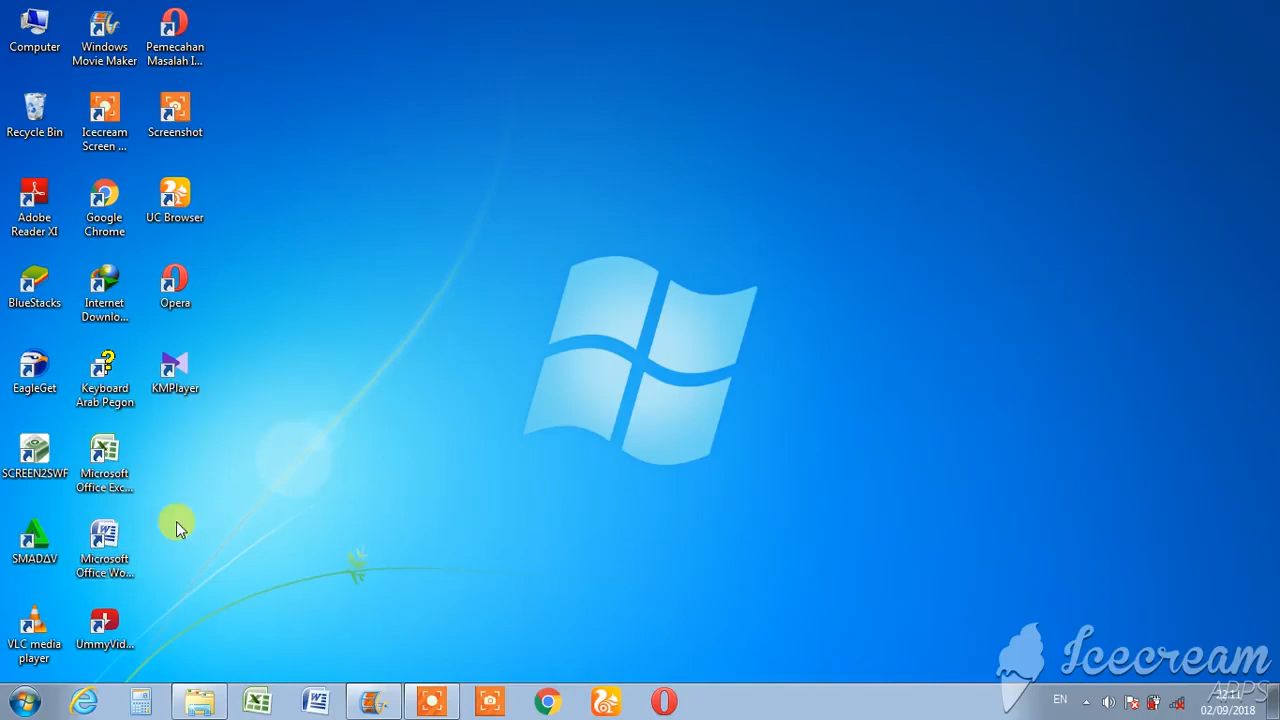 Computer
Windows
Movie Maker
Pemecahan
Masalah I...
Recycle Bin
Icecream
Screen ...
Screenshot
Adobe
Reader XI
Google
Chrome
UC Browser
BlueStacks
Internet
Downlo...
Opera
EagleGet
Keyboard
Arab Pegon
KMPlayer
SCREEN2SWF
Microsoft
Office Exc...
SMADΔV
Microsoft
Office Wo...
VLC media
player
UmmyVid...
Icecream
APPS
EN
02/09/2018